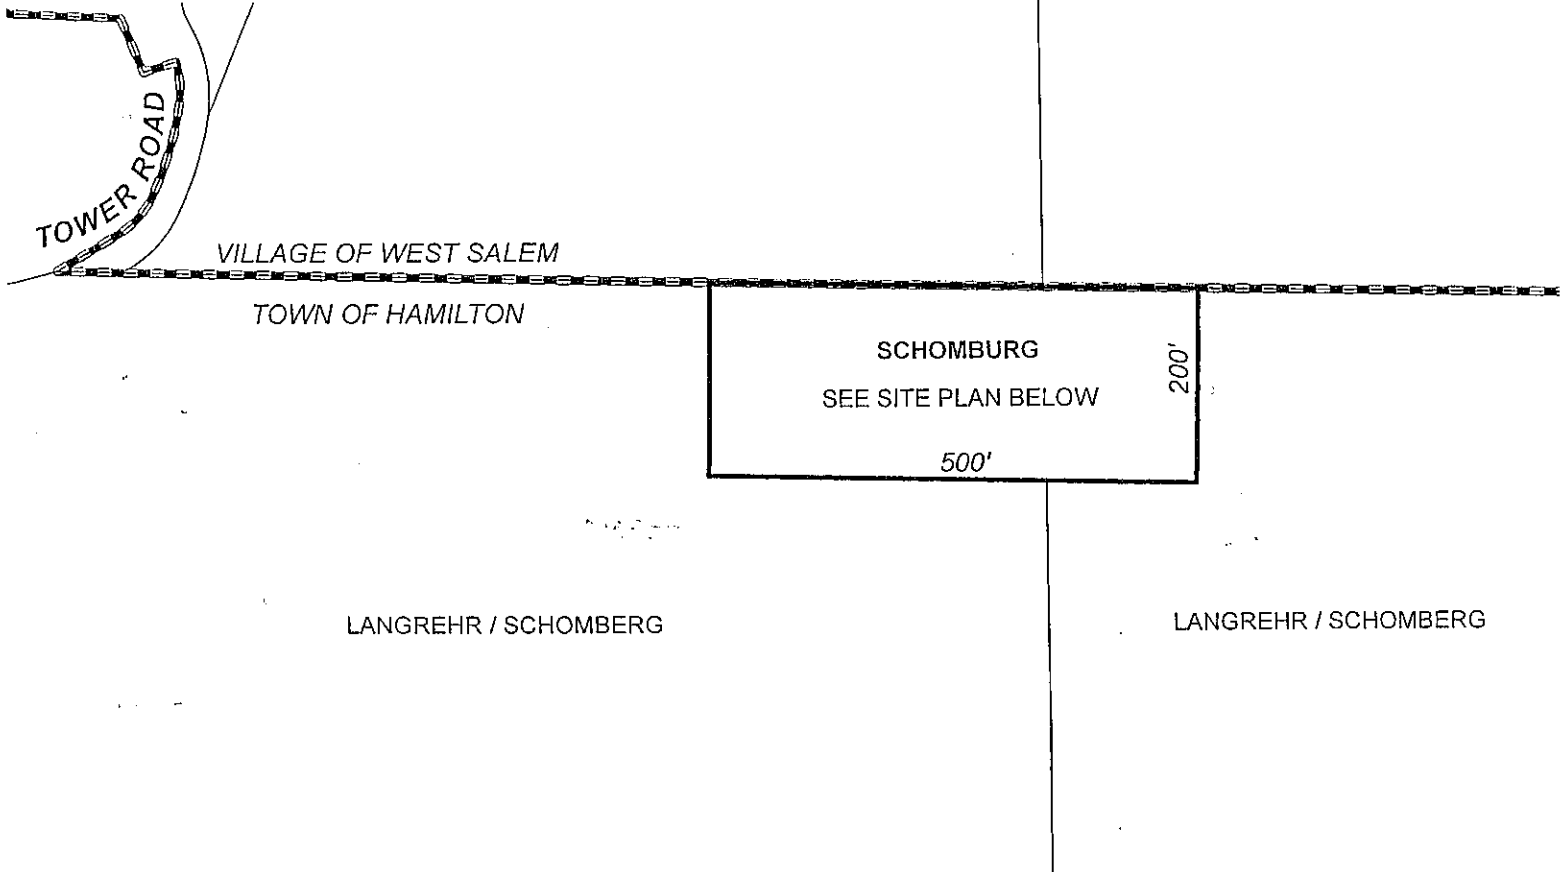 TOWER ROAD
VILLAGE OF WEST SALEM
TOWN OF HAMILTON
SCHOMBURG
SEE SITE PLAN BELOW
200'
500'
LANGREHR / SCHOMBERG
LANGREHR / SCHOMBERG